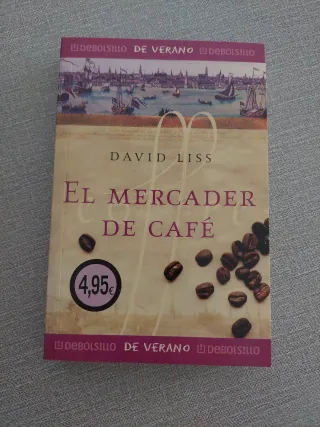 DEBOLSILLO DE VERANO DEBOLSILLO
DAVID LISS
EL MERCADER
DE CAFÉ
4,95€
DEBOLSILLO DE VERANO DEBOLSILLO